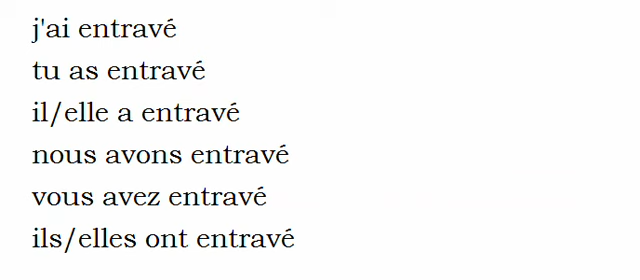 j'ai entravé
tu as entravé
il/elle a entravé
nous avons entravé
vous avez entravé
ils/elles ont entravé